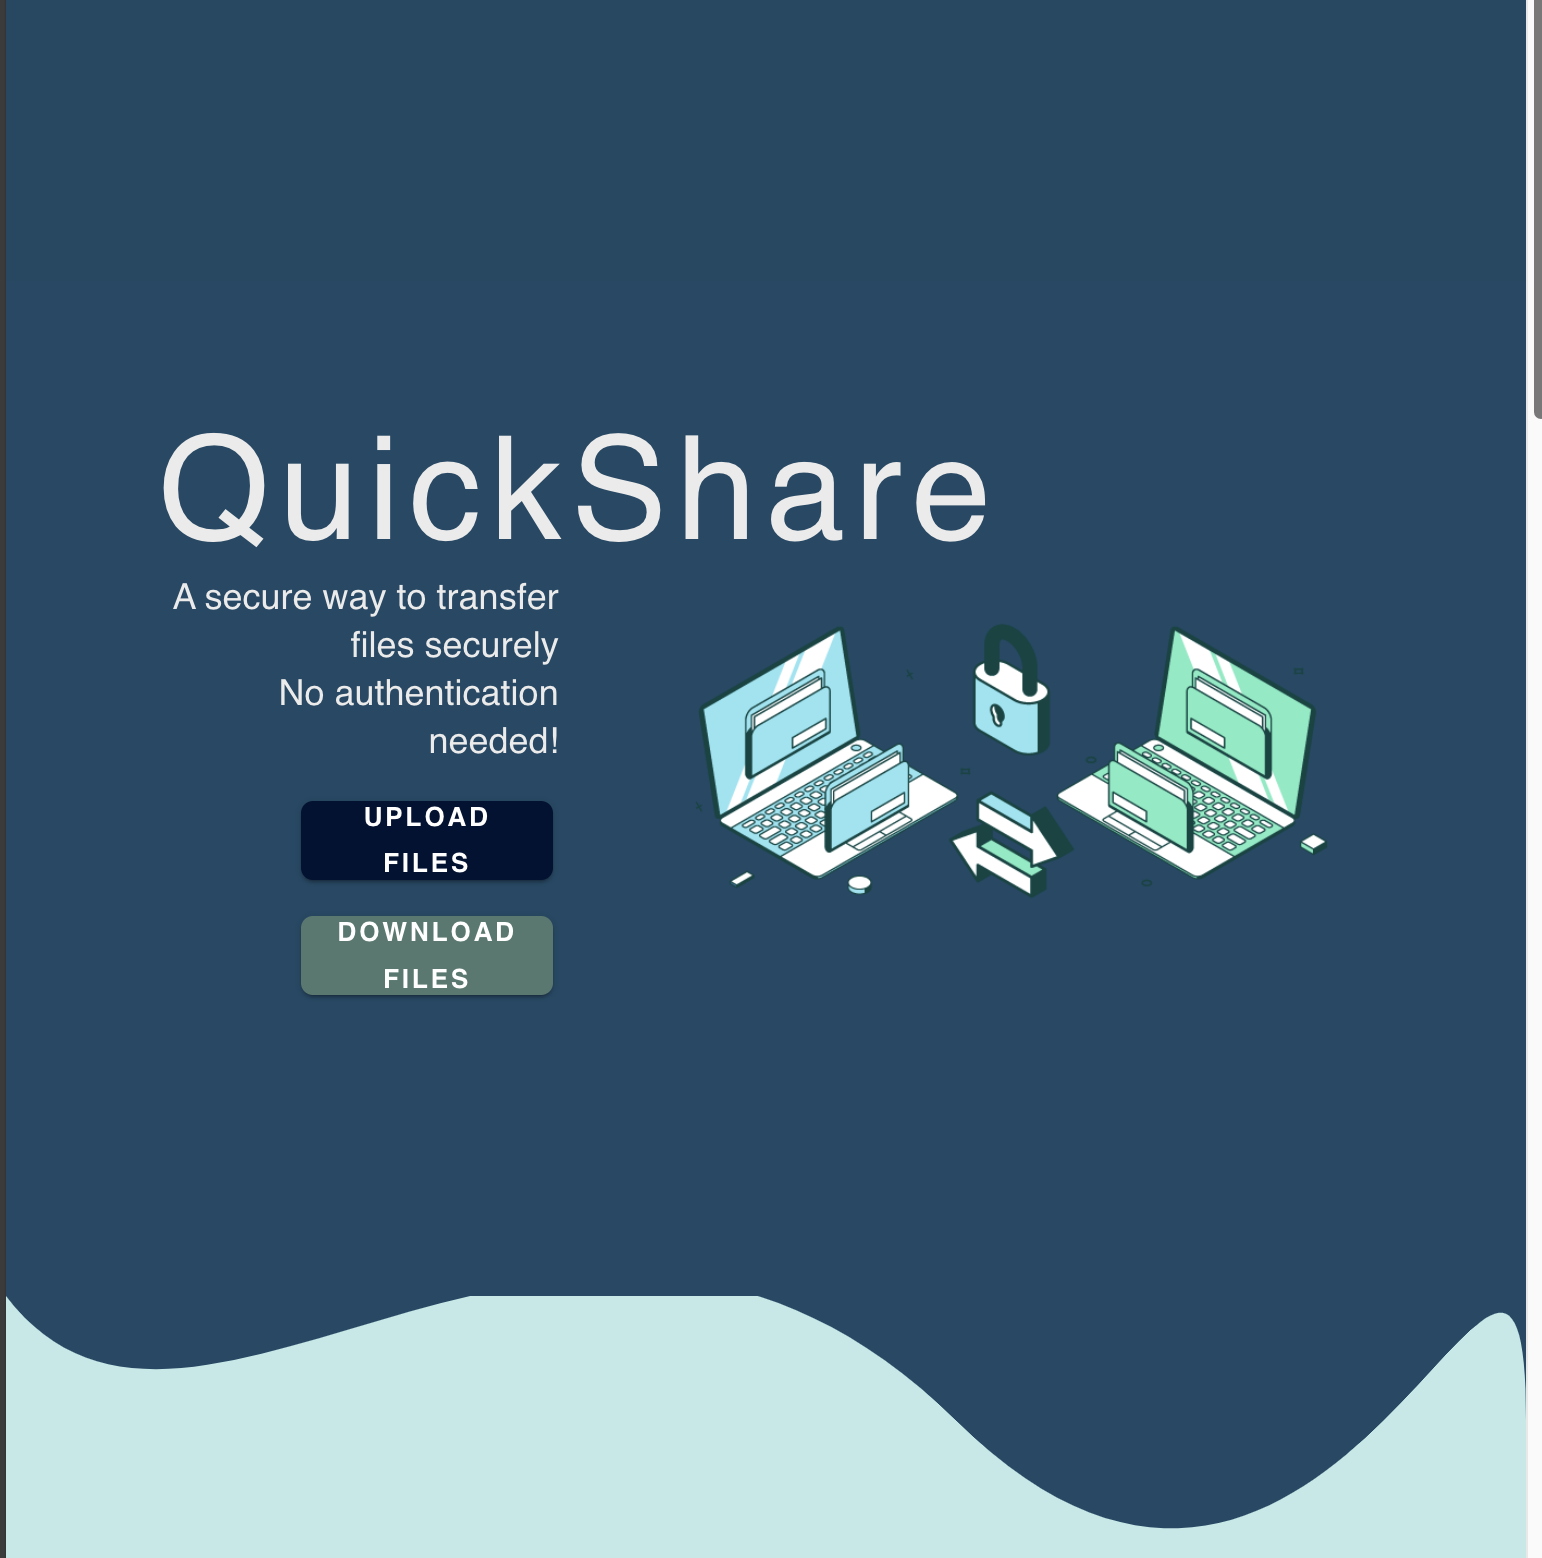 QuickShare
A secure way to transfer
files securely
No authentication
needed!
UPLOAD
FILES
DOWNLOAD
FILES